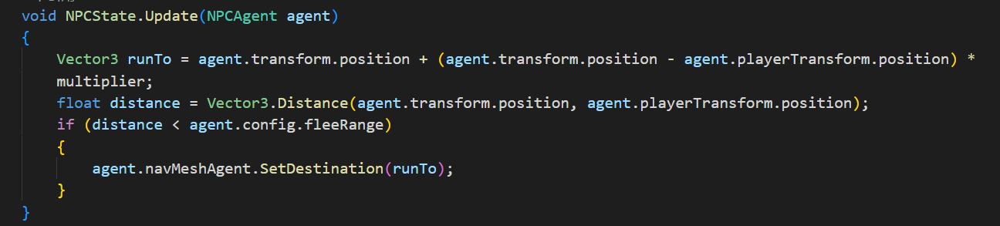 void NPCState.Update(NPCAgent agent)
{
    Vector3 runTo = agent.transform.position + (agent.transform.position - agent.playerTransform.position) *
    multiplier;
    float distance = Vector3.Distance(agent.transform.position, agent.playerTransform.position);
    if (distance < agent.config.fleeRange)
    {
        agent.navMeshAgent.SetDestination(runTo);
    }
}